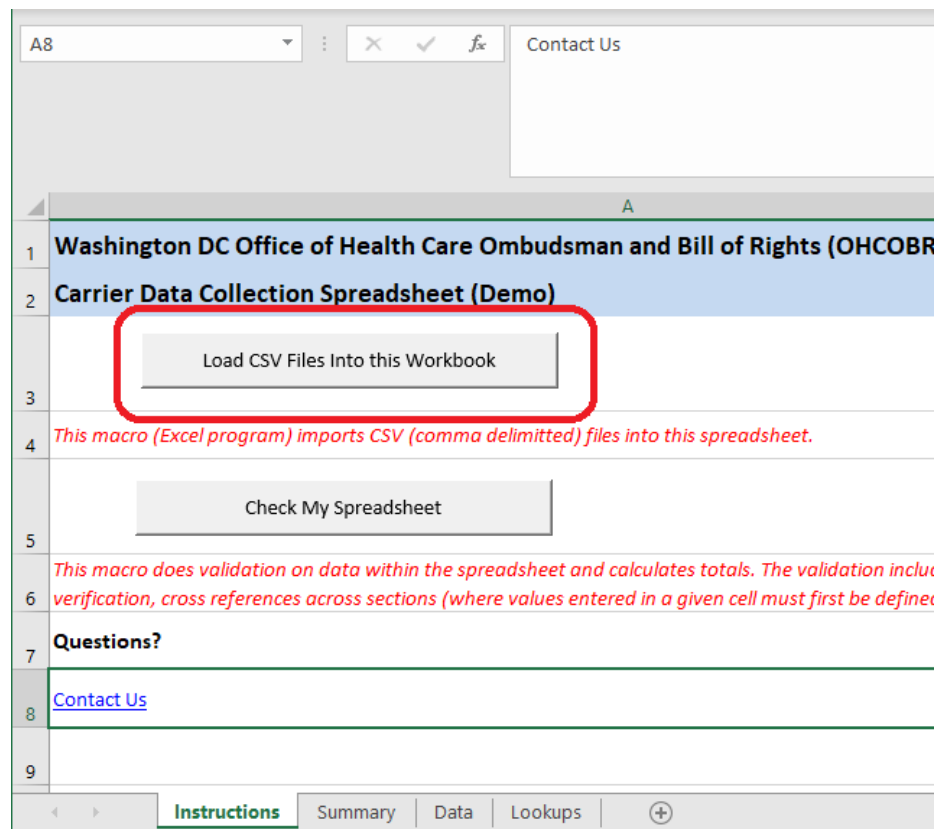 A8
fx
Contact Us
A
1 Washington DC Office of Health Care Ombudsman and Bill of Rights (OHCOBR
2 Carrier Data Collection Spreadsheet (Demo)
Load CSV Files Into this Workbook
3
4 This macro (Excel program) imports CSV (comma delimitted) files into this spreadsheet.
Check My Spreadsheet
5
This macro does validation on data within the spreadsheet and calculates totals. The validation includ
6 verification, cross references across sections (where values entered in a given cell must first be defined
7 Questions?
8 Contact Us
9
Instructions Summary Data Lookups